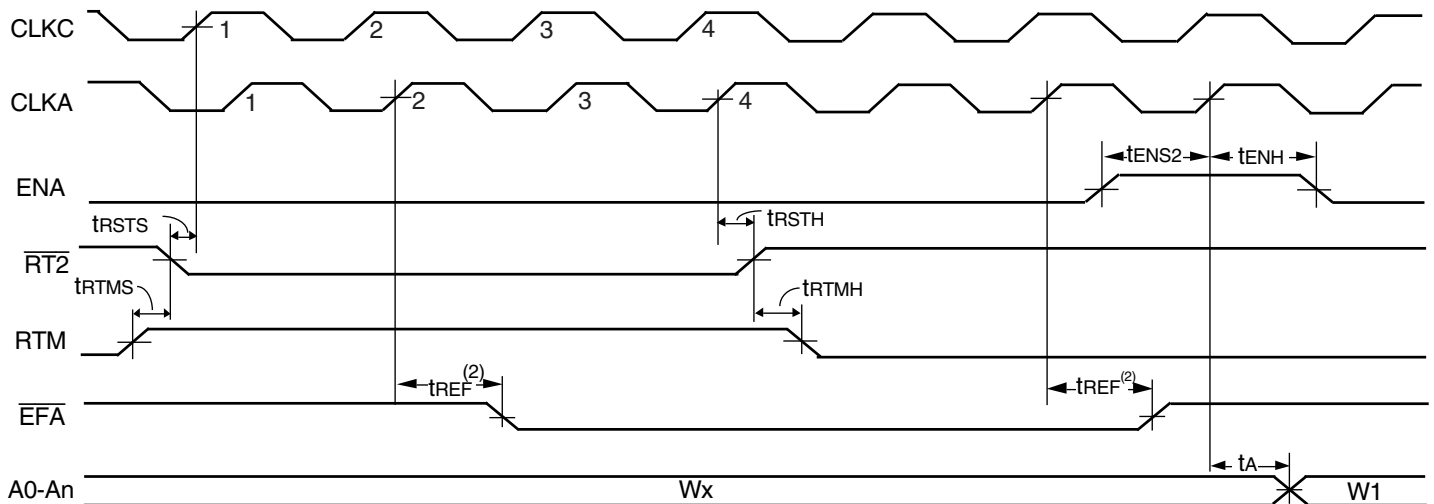 CLKC 1 2 3 4
CLKA 1 2 3 4
tENS2 tENH
ENA
tRSTS tRSTH
RT2
tRTMS tRTMH
RTM
tREF(2) tREF(2)
EFA
tA
A0-An Wx W1